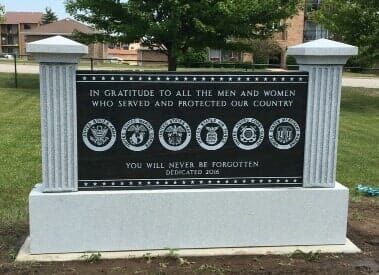 IN GRATITUDE TO ALL THE MEN AND WOMEN
WHO SERVED AND PROTECTED OUR COUNTRY
YOU WILL NEVER BE FORGOTTEN
DEDICATED 2016